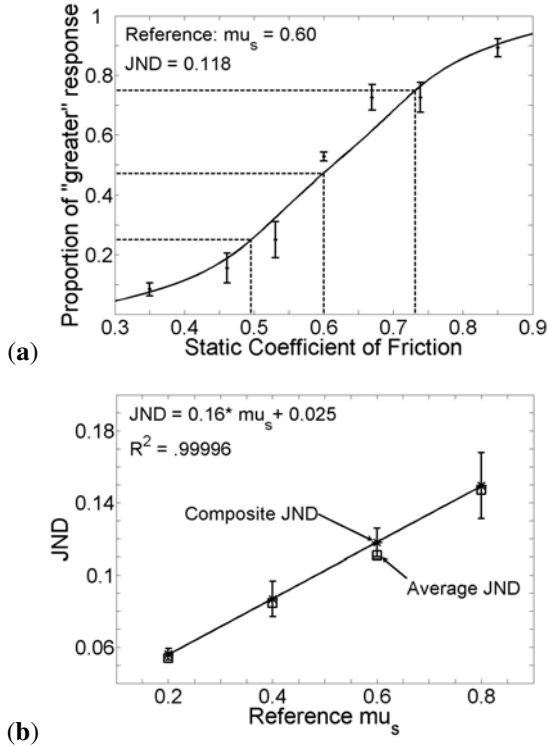 1
Reference: mu_s = 0.60
JND = 0.118
0.8
0.6
0.4
0.2
Proportion of "greater" response
0.3 0.4 0.5 0.6 0.7 0.8 0.9
Static Coefficient of Friction
(a)
JND = 0.16* mu_s+ 0.025
R^2 = .99996
0.18
0.14
0.1
0.06
JND
Composite JND
Average JND
0.2 0.4 0.6 0.8
Reference mu_s
(b)